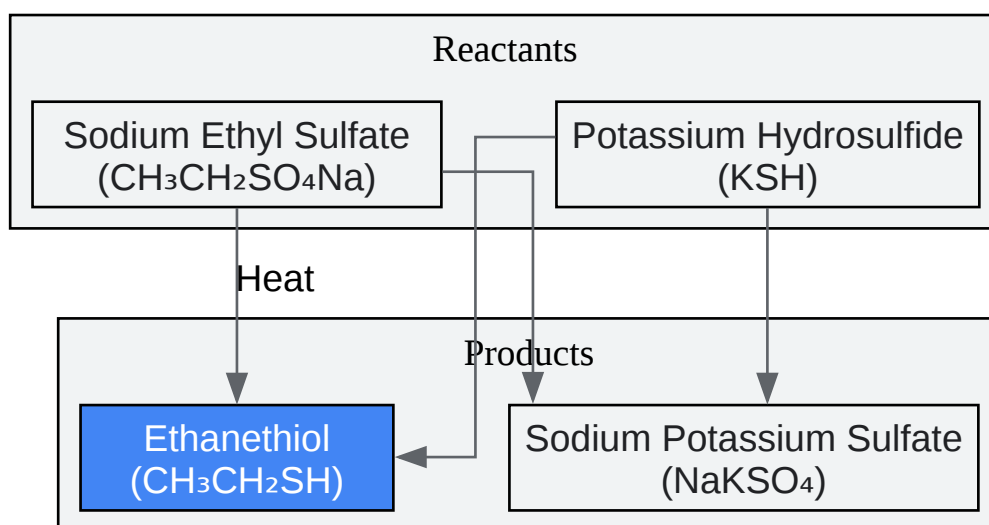 Reactants
Sodium Ethyl Sulfate
(CH₃CH₂SO₄Na)
Potassium Hydrosulfide
(KSH)
Heat
Products
Ethanethiol
(CH₃CH₂SH)
Sodium Potassium Sulfate
(NaKSO₄)